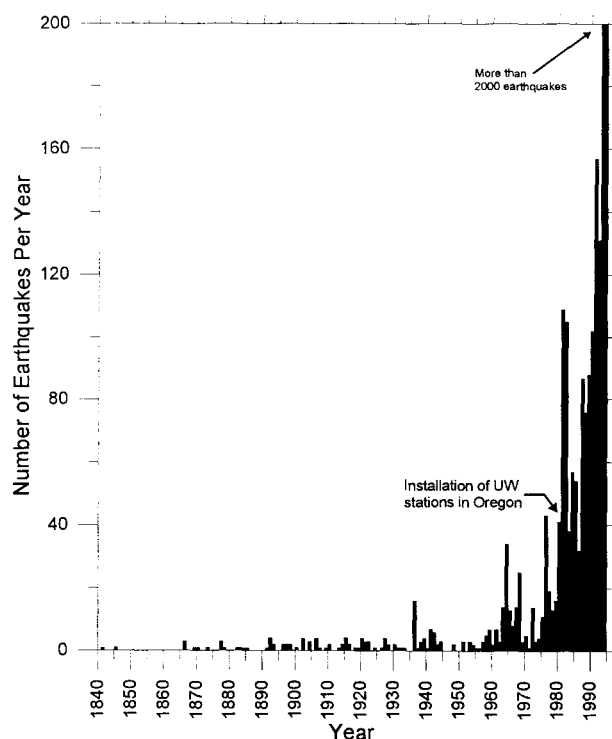 200
More than
2000 earthquakes
160
120
80
Installation of UW
stations in Oregon
40
0
Number of Earthquakes Per Year
1840 1850 1860 1870 1880 1890 1900 1910 1920 1930 1940 1950 1960 1970 1980 1990
Year